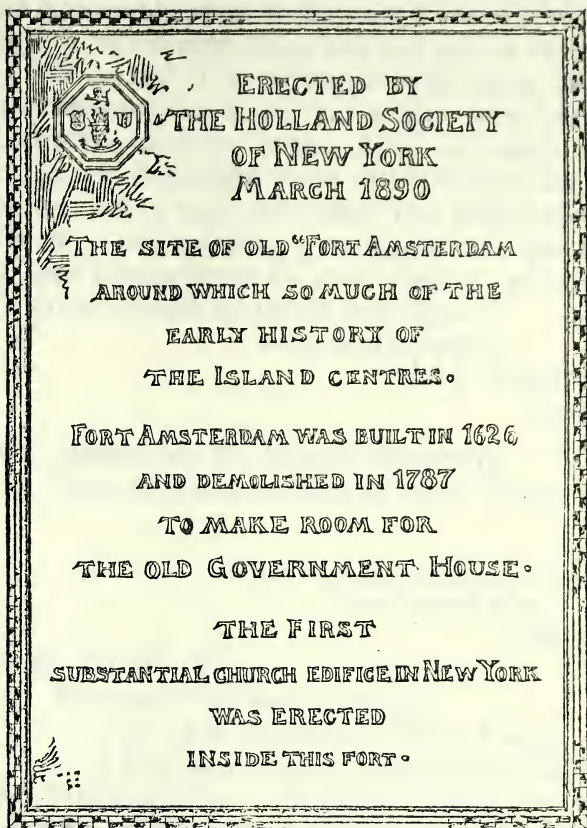 ERECTED BY
THE HOLLAND SOCIETY
OF NEW YORK
MARCH 1890
THE SITE OF OLD "FORT AMSTERDAM
AROUND WHICH SO MUCH OF THE
EARLY HISTORY OF
THE ISLAND CENTRES.
FORT AMSTERDAM WAS BUILT IN 1626
AND DEMOLISHED IN 1787
TO MAKE ROOM FOR
THE OLD GOVERNMENT HOUSE.
THE FIRST
SUBSTANTIAL CHURCH EDIFICE IN NEW YORK
WAS ERECTED
INSIDE THIS FORT.